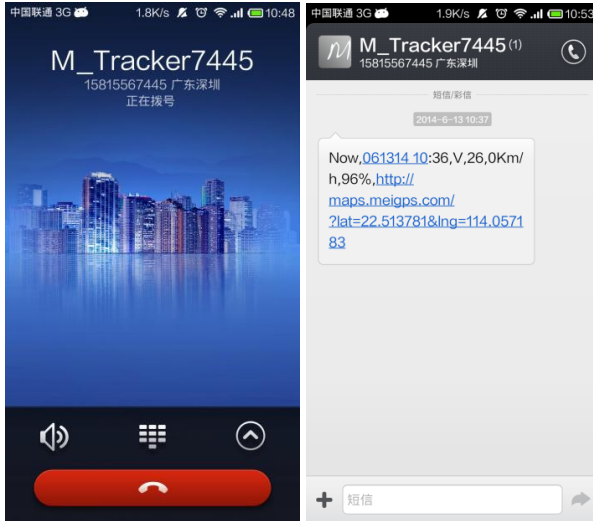 中国联通 3G 1.8K/s 10:48
M_Tracker7445
15815567445 广东深圳
正在拨号
中国联通 3G 1.9K/s 10:53
M
M_Tracker7445(1)
15815567445 广东深圳
短信/彩信
2014-6-13 10:37
Now,061314 10:36,V,26,0Km/
h,96%,http://
maps.meigps.com/
?lat=22.513781&lng=114.0571
83
短信